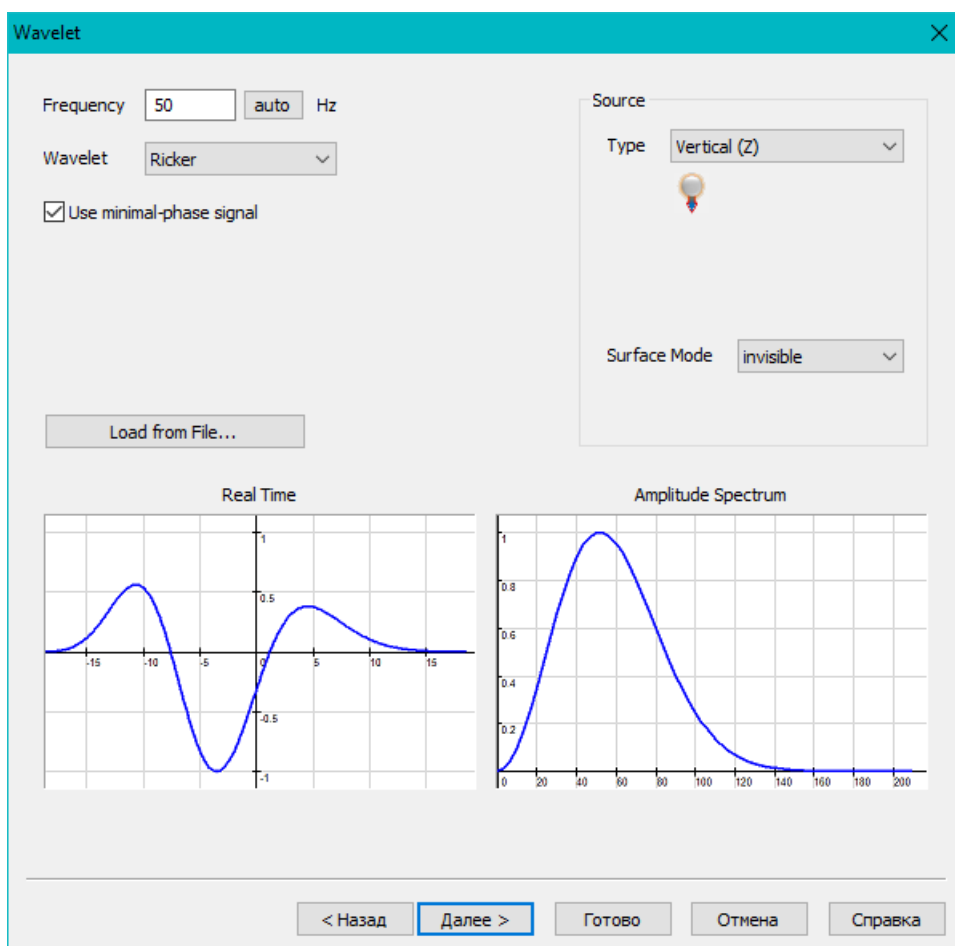 Wavelet
Frequency 50 auto Hz
Wavelet Ricker
Use minimal-phase signal
Source
Type Vertical (Z)
Surface Mode invisible
Load from File...
Real Time
1
0.5
-15 -10 -5 0 5 10 15
-0.5
-1
Amplitude Spectrum
1
0.8
0.6
0.4
0.2
0 20 40 60 80 100 120 140 160 180 200
< Назад Далее > Готово Отмена Справка